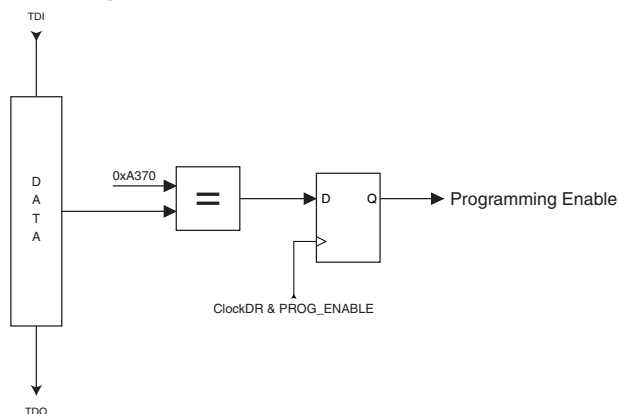 TDI
D
A
T
A
0xA370
=
D Q
Programming Enable
ClockDR & PROG_ENABLE
TDO